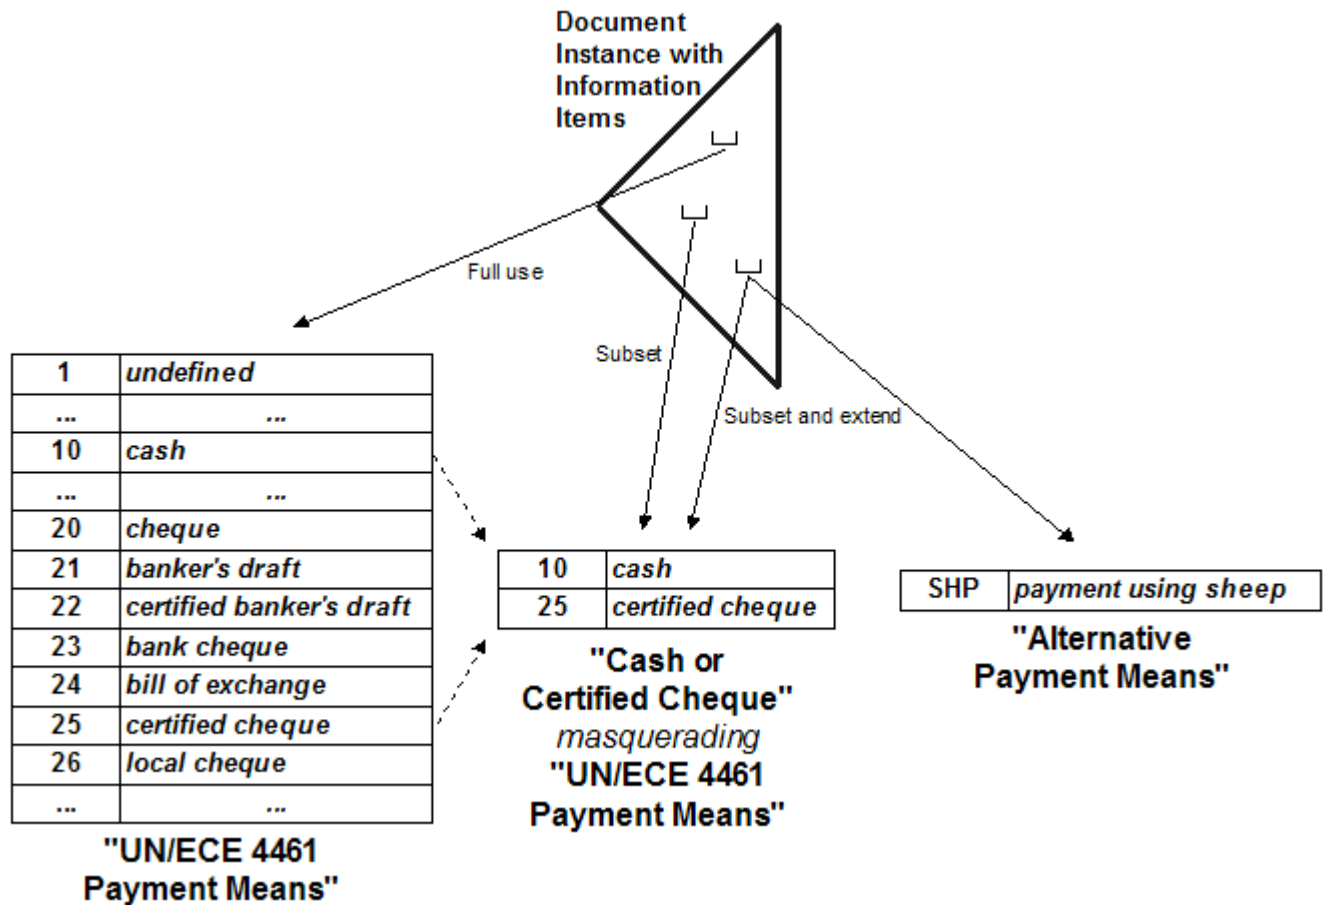 Document
Instance with
Information
Items
Full use
Subset
Subset and extend
1 undefined
... ...
10 cash
... ...
20 cheque
21 banker's draft
22 certified banker's draft
23 bank cheque
24 bill of exchange
25 certified cheque
26 local cheque
... ...
"UN/ECE 4461
Payment Means"
10 cash
25 certified cheque
"Cash or
Certified Cheque"
masquerading
"UN/ECE 4461
Payment Means"
SHP payment using sheep
"Alternative
Payment Means"